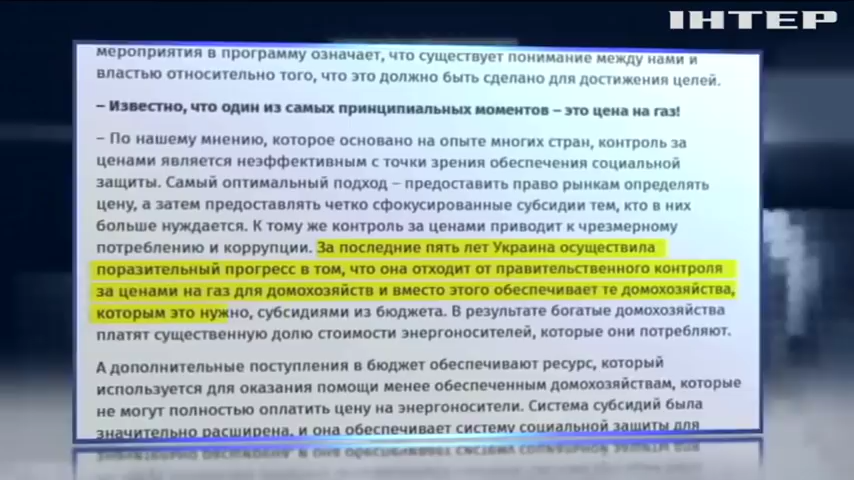 ІНТЕР
мероприятия в программу означает, что существует понимание между нами и
властью относительно того, что это должно быть сделано для достижения целей.
– Известно, что один из самых принципиальных моментов – это цена на газ!
– По нашему мнению, которое основано на опыте многих стран, контроль за
ценами является неэффективным с точки зрения обеспечения социальной
защиты. Самый оптимальный подход – предоставить право рынкам определять
цену, а затем предоставлять четко сфокусированные субсидии тем, кто в них
больше нуждается. К тому же контроль за ценами приводит к чрезмерному
потреблению и коррупции. За последние пять лет Украина осуществила
поразительный прогресс в том, что она отходит от правительственного контроля
за ценами на газ для домохозяйств и вместо этого обеспечивает те домохозяйства,
которым это нужно, субсидиями из бюджета. В результате богатые домохозяйства
платят существенную долю стоимости энергоносителей, которые они потребляют.
А дополнительные поступления в бюджет обеспечивают ресурс, который
используется для оказания помощи менее обеспеченным домохозяйствам, которые
не могут полностью оплатить цену на энергоносители. Система субсидий была
значительно расширена, и она обеспечивает систему социальной защиты для